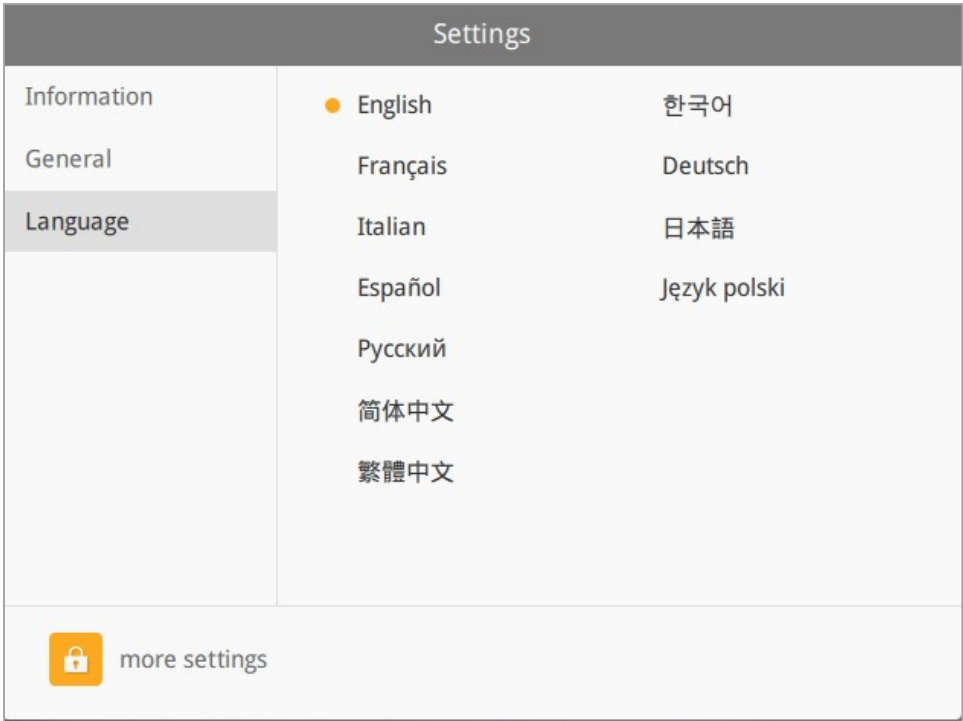 Settings
Information
General
Language
English
Français
Italian
Español
Русский
简体中文
繁體中文
한국어
Deutsch
日本語
Język polski
more settings